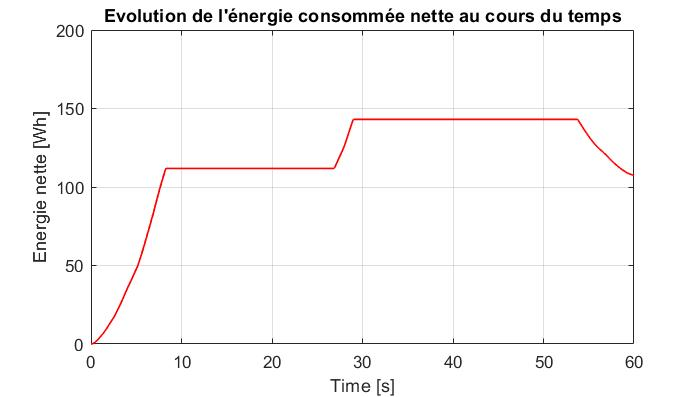 Evolution de l'énergie consommée nette au cours du temps
200
150
100
50
0
Energie nette [Wh]
0 10 20 30 40 50 60
Time [s]